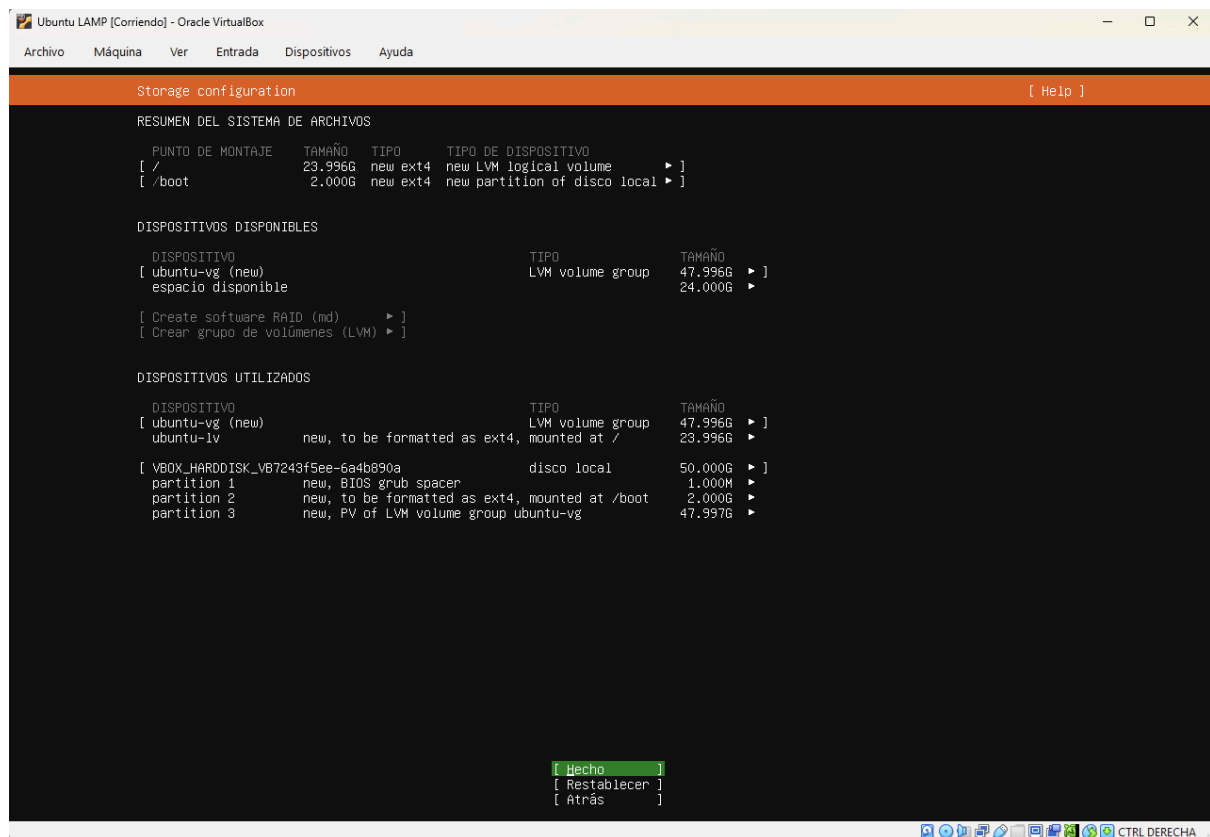 Ubuntu LAMP [Corriendo] - Oracle VirtualBox
Archivo Máquina Ver Entrada Dispositivos Ayuda
Storage configuration [ Help ]
RESUMEN DEL SISTEMA DE ARCHIVOS
PUNTO DE MONTAJE TAMAÑO TIPO TIPO DE DISPOSITIVO
[ / 23.996G new ext4 new LVM logical volume ▸ ]
[ /boot 2.000G new ext4 new partition of disco local ▸ ]
DISPOSITIVOS DISPONIBLES
DISPOSITIVO TIPO TAMAÑO
[ ubuntu-vg (new) LVM volume group 47.996G ▸ ]
espacio disponible 24.000G ▸
[ Create software RAID (md) ▸ ]
[ Crear grupo de volúmenes (LVM) ▸ ]
DISPOSITIVOS UTILIZADOS
DISPOSITIVO TIPO TAMAÑO
[ ubuntu-vg (new) LVM volume group 47.996G ▸ ]
ubuntu-lv new, to be formatted as ext4, mounted at / 23.996G ▸
[ VBOX_HARDDISK_VB7243f5ee-6a4b890a disco local 50.000G ▸ ]
partition 1 new, BIOS grub spacer 1.000M ▸
partition 2 new, to be formatted as ext4, mounted at /boot 2.000G ▸
partition 3 new, PV of LVM volume group ubuntu-vg 47.997G ▸
[ Hecho ]
[ Restablecer ]
[ Atrás ]
CTRL DERECHA